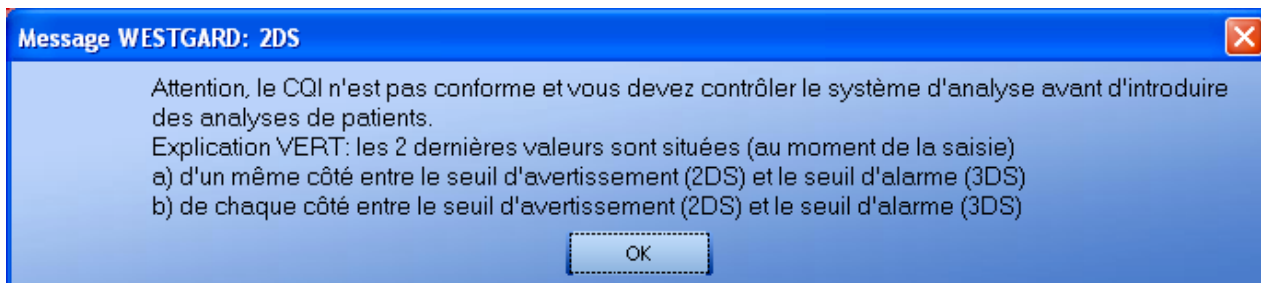 Message WESTGARD: 2DS
Attention, le CQI n'est pas conforme et vous devez contrôler le système d'analyse avant d'introduire
des analyses de patients.
Explication VERT: les 2 dernières valeurs sont situées (au moment de la saisie)
a) d'un même côté entre le seuil d'avertissement (2DS) et le seuil d'alarme (3DS)
b) de chaque côté entre le seuil d'avertissement (2DS) et le seuil d'alarme (3DS)
OK